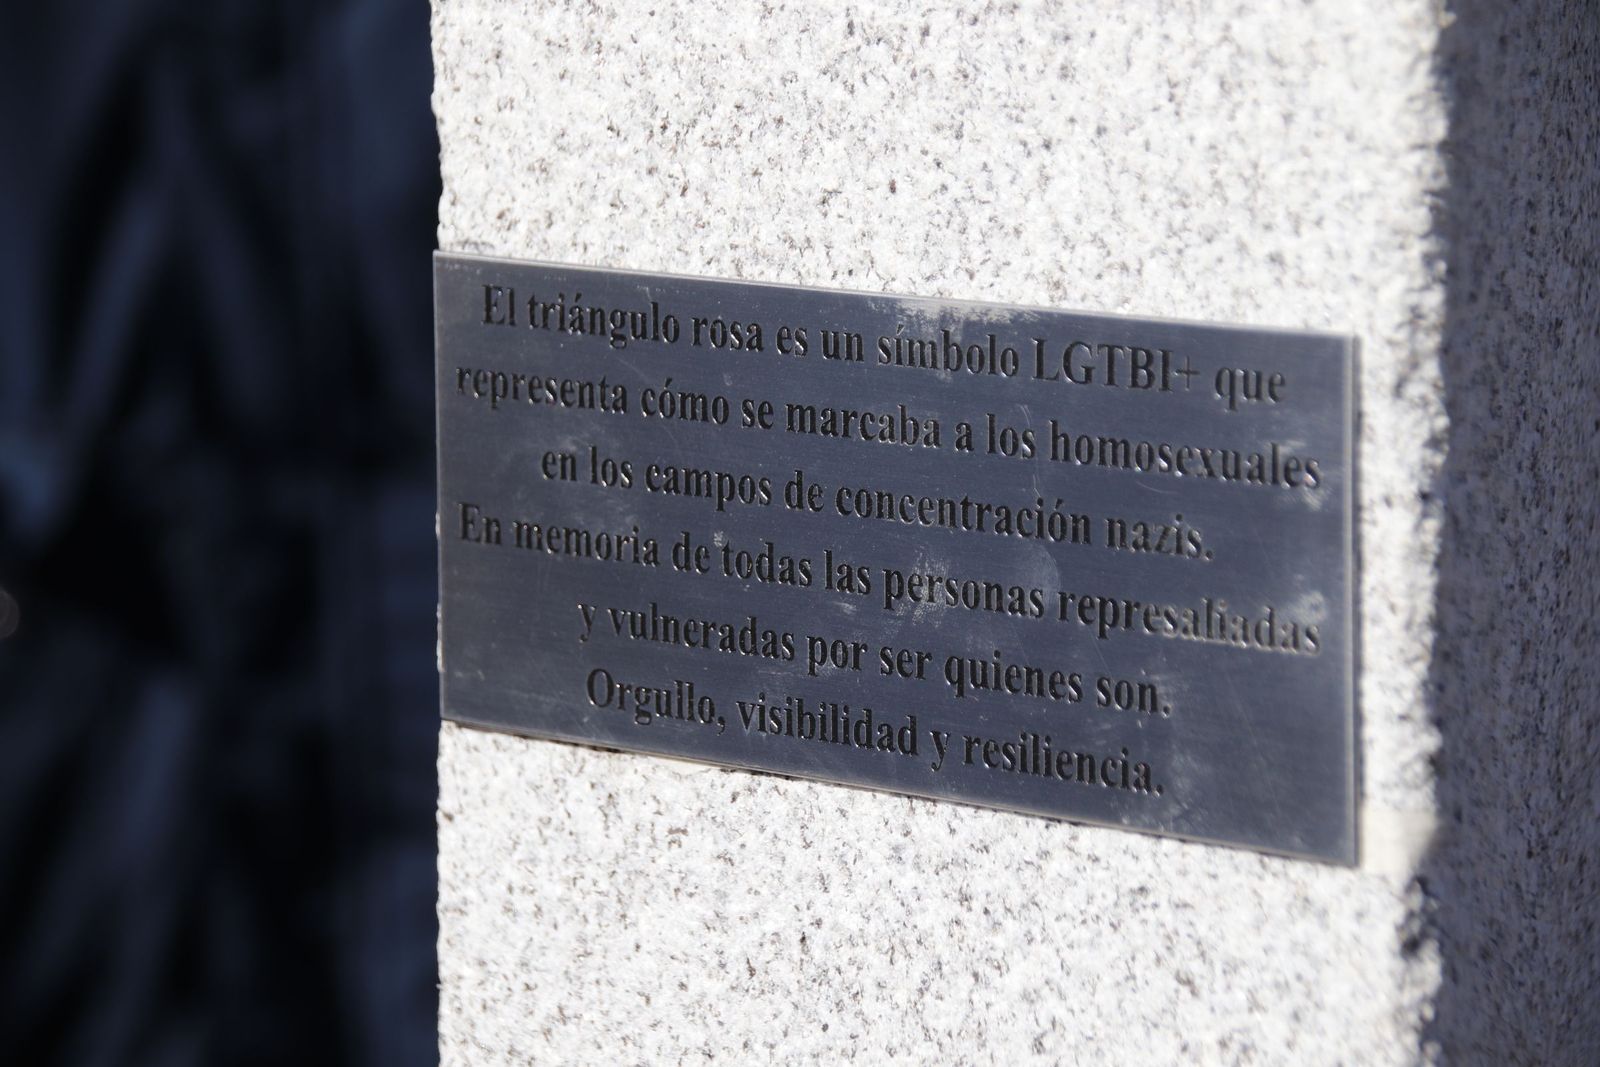 El triángulo rosa es un símbolo LGTBI+ que
representa cómo se marcaba a los homosexuales
en los campos de concentración nazis.
En memoria de todas las personas represaliadas
y vulneradas por ser quienes son.
Orgullo, visibilidad y resiliencia.